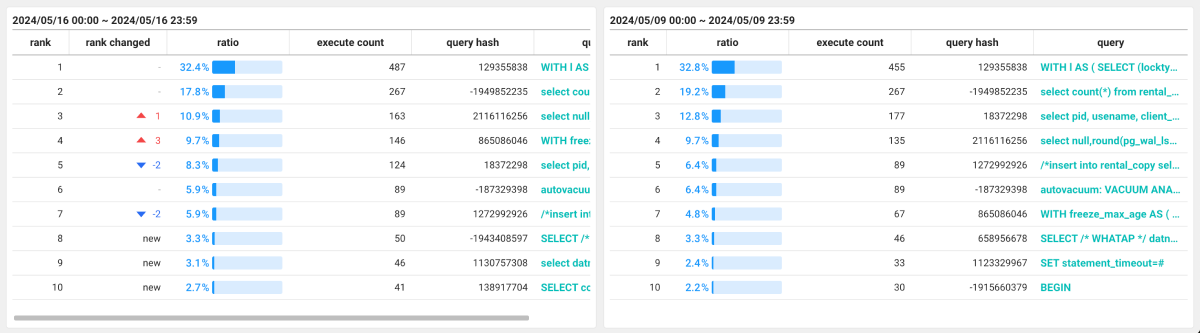 2024/05/16 00:00 ~ 2024/05/16 23:59
rank rank changed ratio execute count query hash
1 - 32.4% 487 129355838 WITH l AS
2 - 17.8% 267 -1949852235 select cou
3 1 10.9% 163 2116116256 select null
4 3 9.7% 146 865086046 WITH freez
5 -2 8.3% 124 18372298 select pid,
6 - 5.9% 89 -187329398 autovacuu
7 -2 5.9% 89 1272992926 /*insert int
8 new 3.3% 50 -1943408597 SELECT /*
9 new 3.1% 46 1130757308 select datn
10 new 2.7% 41 138917704 SELECT co
2024/05/09 00:00 ~ 2024/05/09 23:59
rank ratio execute count query hash query
1 32.8% 455 129355838 WITH l AS ( SELECT (lockty...
2 19.2% 267 -1949852235 select count(*) from rental_...
3 12.8% 177 18372298 select pid, usename, client_...
4 9.7% 135 2116116256 select null,round(pg_wal_ls...
5 6.4% 89 1272992926 /*insert into rental_copy sel...
6 6.4% 89 -187329398 autovacuum: VACUUM ANA...
7 4.8% 67 865086046 WITH freeze_max_age AS ( ...
8 3.3% 46 658956678 SELECT /* WHATAP */ datn...
9 2.4% 33 1123329967 SET statement_timeout=#
10 2.2% 30 -1915660379 BEGIN